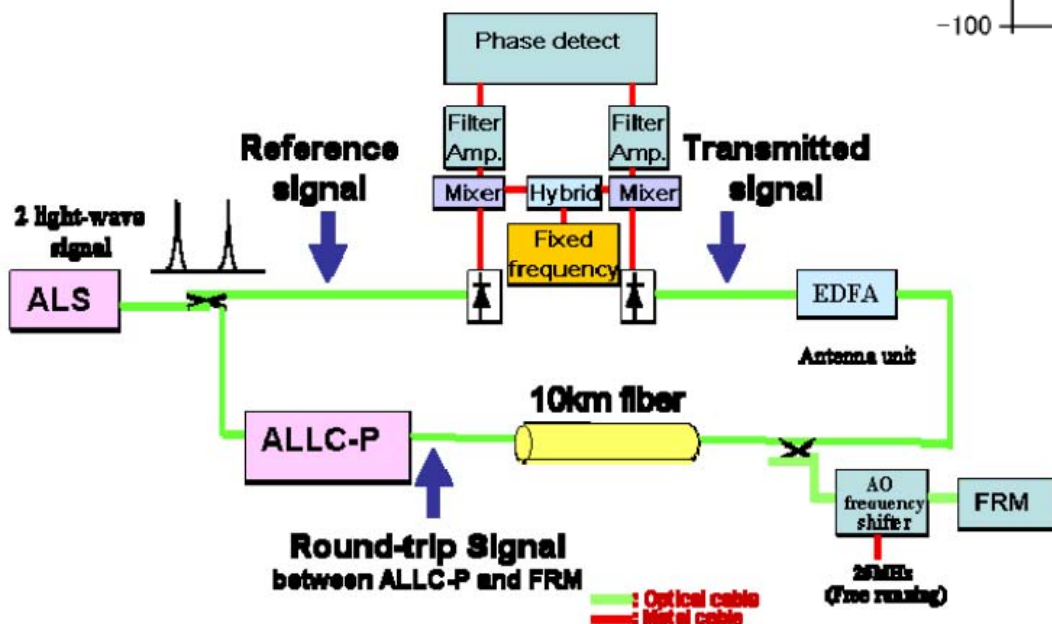 -100
Phase detect
Filter
Amp.
Filter
Amp.
Reference
signal
Transmitted
signal
Mixer
Hybrid
Mixer
2 light-wave
signal
Fixed
frequency
ALS
EDFA
Antenna unit
10km fiber
ALLC-P
AO
frequency
shifter
FRM
Round-trip Signal
between ALLC-P and FRM
(Free running)
: Optical cable
: Metal cable